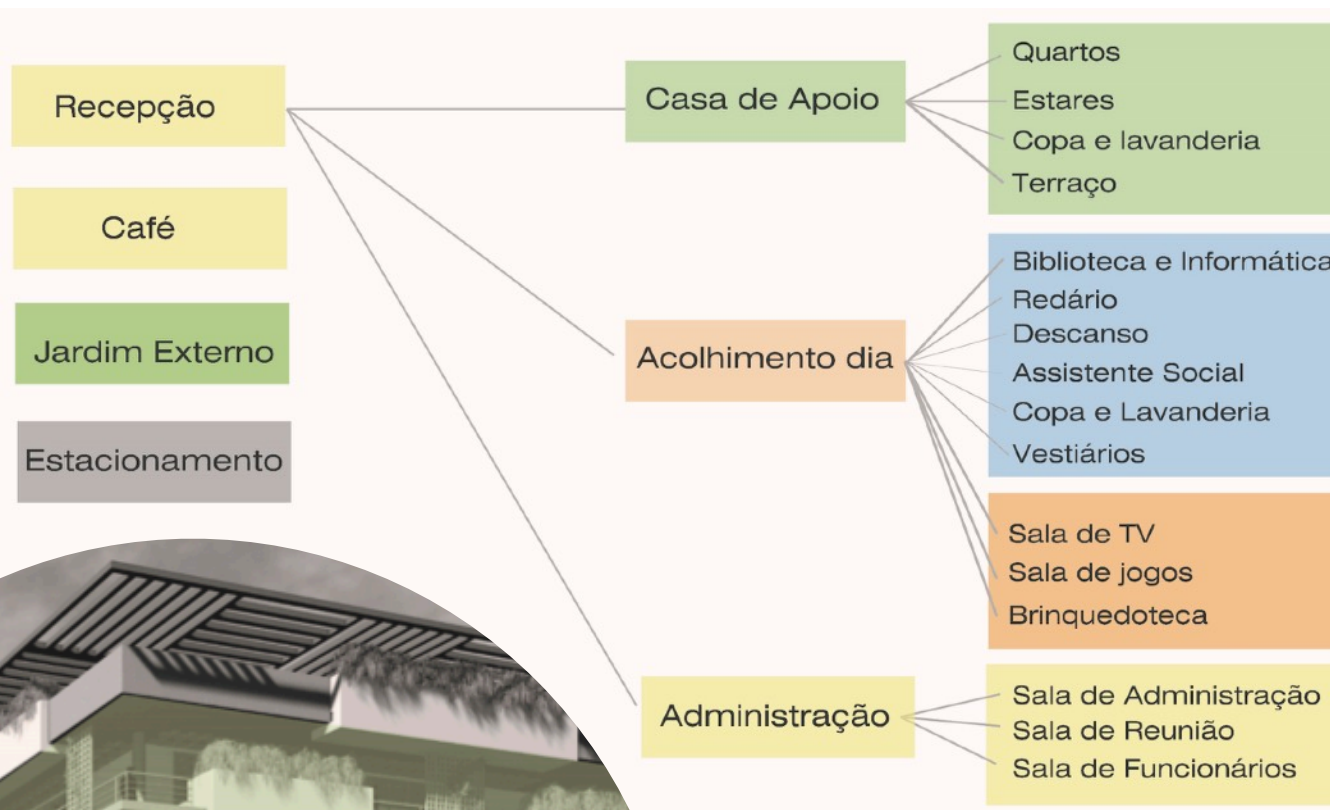 Recepção
Café
Jardim Externo
Estacionamento
Casa de Apoio
Acolhimento dia
Administração
Quartos
Estares
Copa e lavanderia
Terraço
Biblioteca e Informática
Redário
Descanso
Assistente Social
Copa e Lavanderia
Vestiários
Sala de TV
Sala de jogos
Brinquedoteca
Sala de Administração
Sala de Reunião
Sala de Funcionários